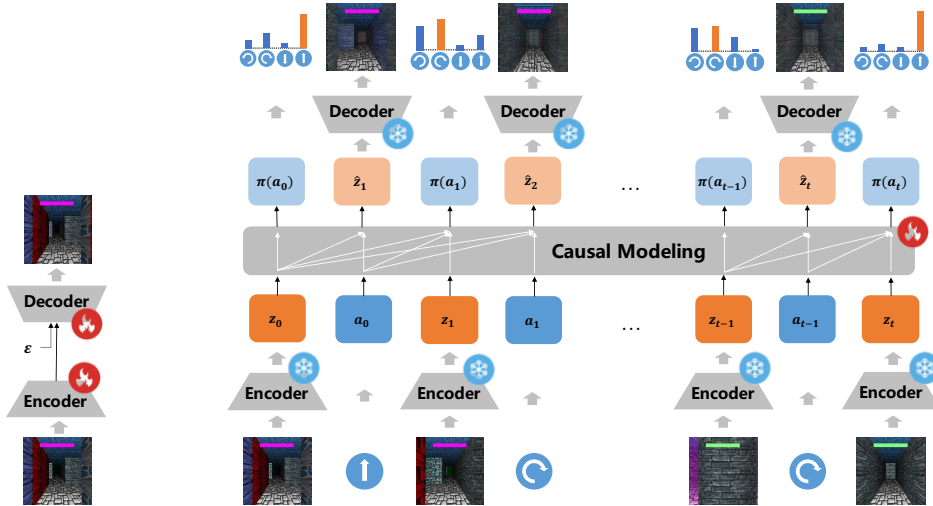 Decoder
Decoder
Decoder
π(a₀)
ẑ₁
π(a₁)
ẑ₂
...
π(aₜ₋₁)
ẑₜ
π(aₜ)
Causal Modeling
Decoder
ε
z₀
a₀
z₁
a₁
...
zₜ₋₁
aₜ₋₁
zₜ
Encoder
Encoder
Encoder
Encoder
Encoder